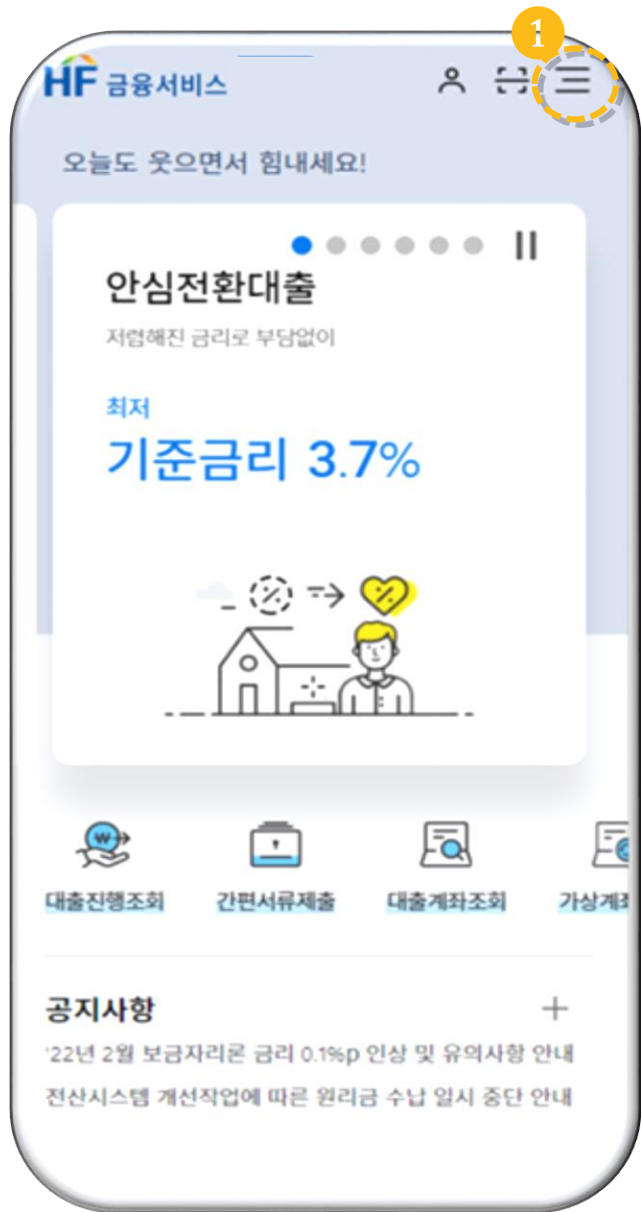 1
HF 금융서비스
오늘도 웃으면서 힘내세요!
안심전환대출
저렴해진 금리로 부담없이
최저
기준금리 3.7%
대출진행조회 간편서류제출 대출계좌조회 가상계좌
공지사항
'22년 2월 보금자리론 금리 0.1%p 인상 및 유의사항 안내
전산시스템 개선작업에 따른 원리금 수납 일시 중단 안내